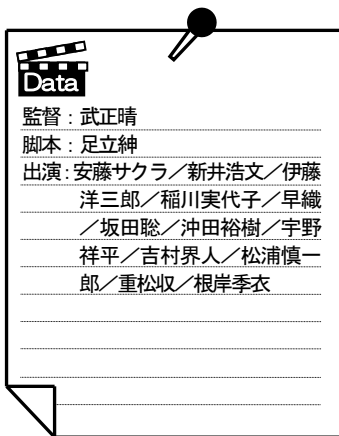 Data
監督：武正晴
脚本：足立紳
出演：安藤サクラ／新井浩文／伊藤
洋三郎／稲川実代子／早織
／坂田聡／沖田裕樹／宇野
祥平／吉村界人／松浦慎一
郎／重松収／根岸季衣